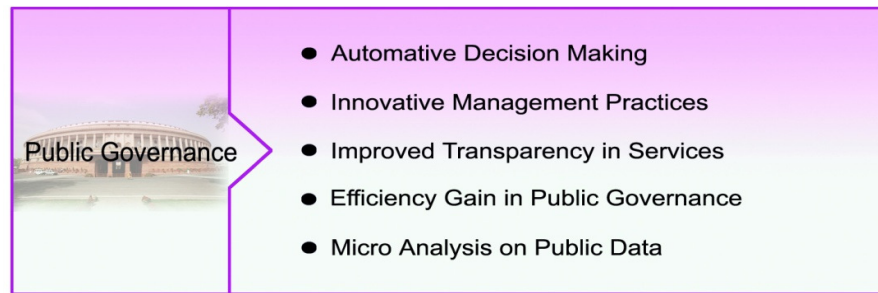 Public Governance
Automative Decision Making
Innovative Management Practices
Improved Transparency in Services
Efficiency Gain in Public Governance
Micro Analysis on Public Data